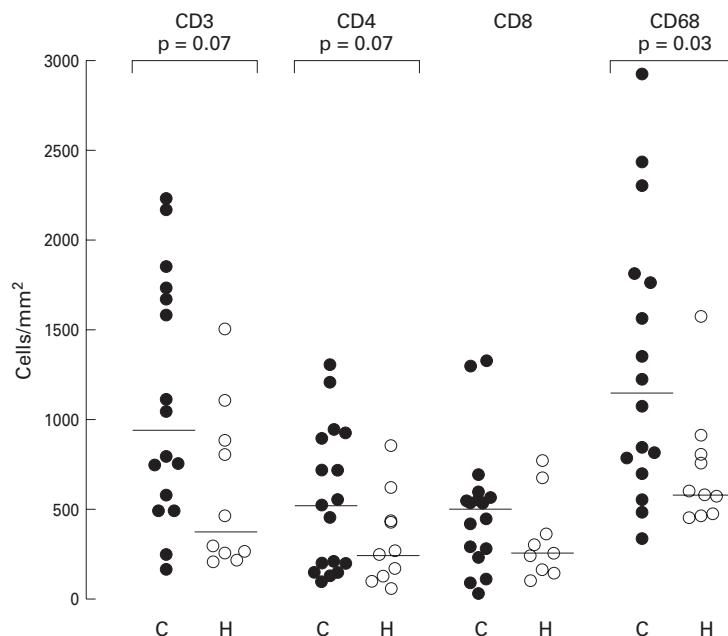 CD3 CD4 CD8 CD68
p = 0.07 p = 0.07 p = 0.03
3000
2500
2000
1500
1000
500
0
Cells/mm²
C H C H C H C H